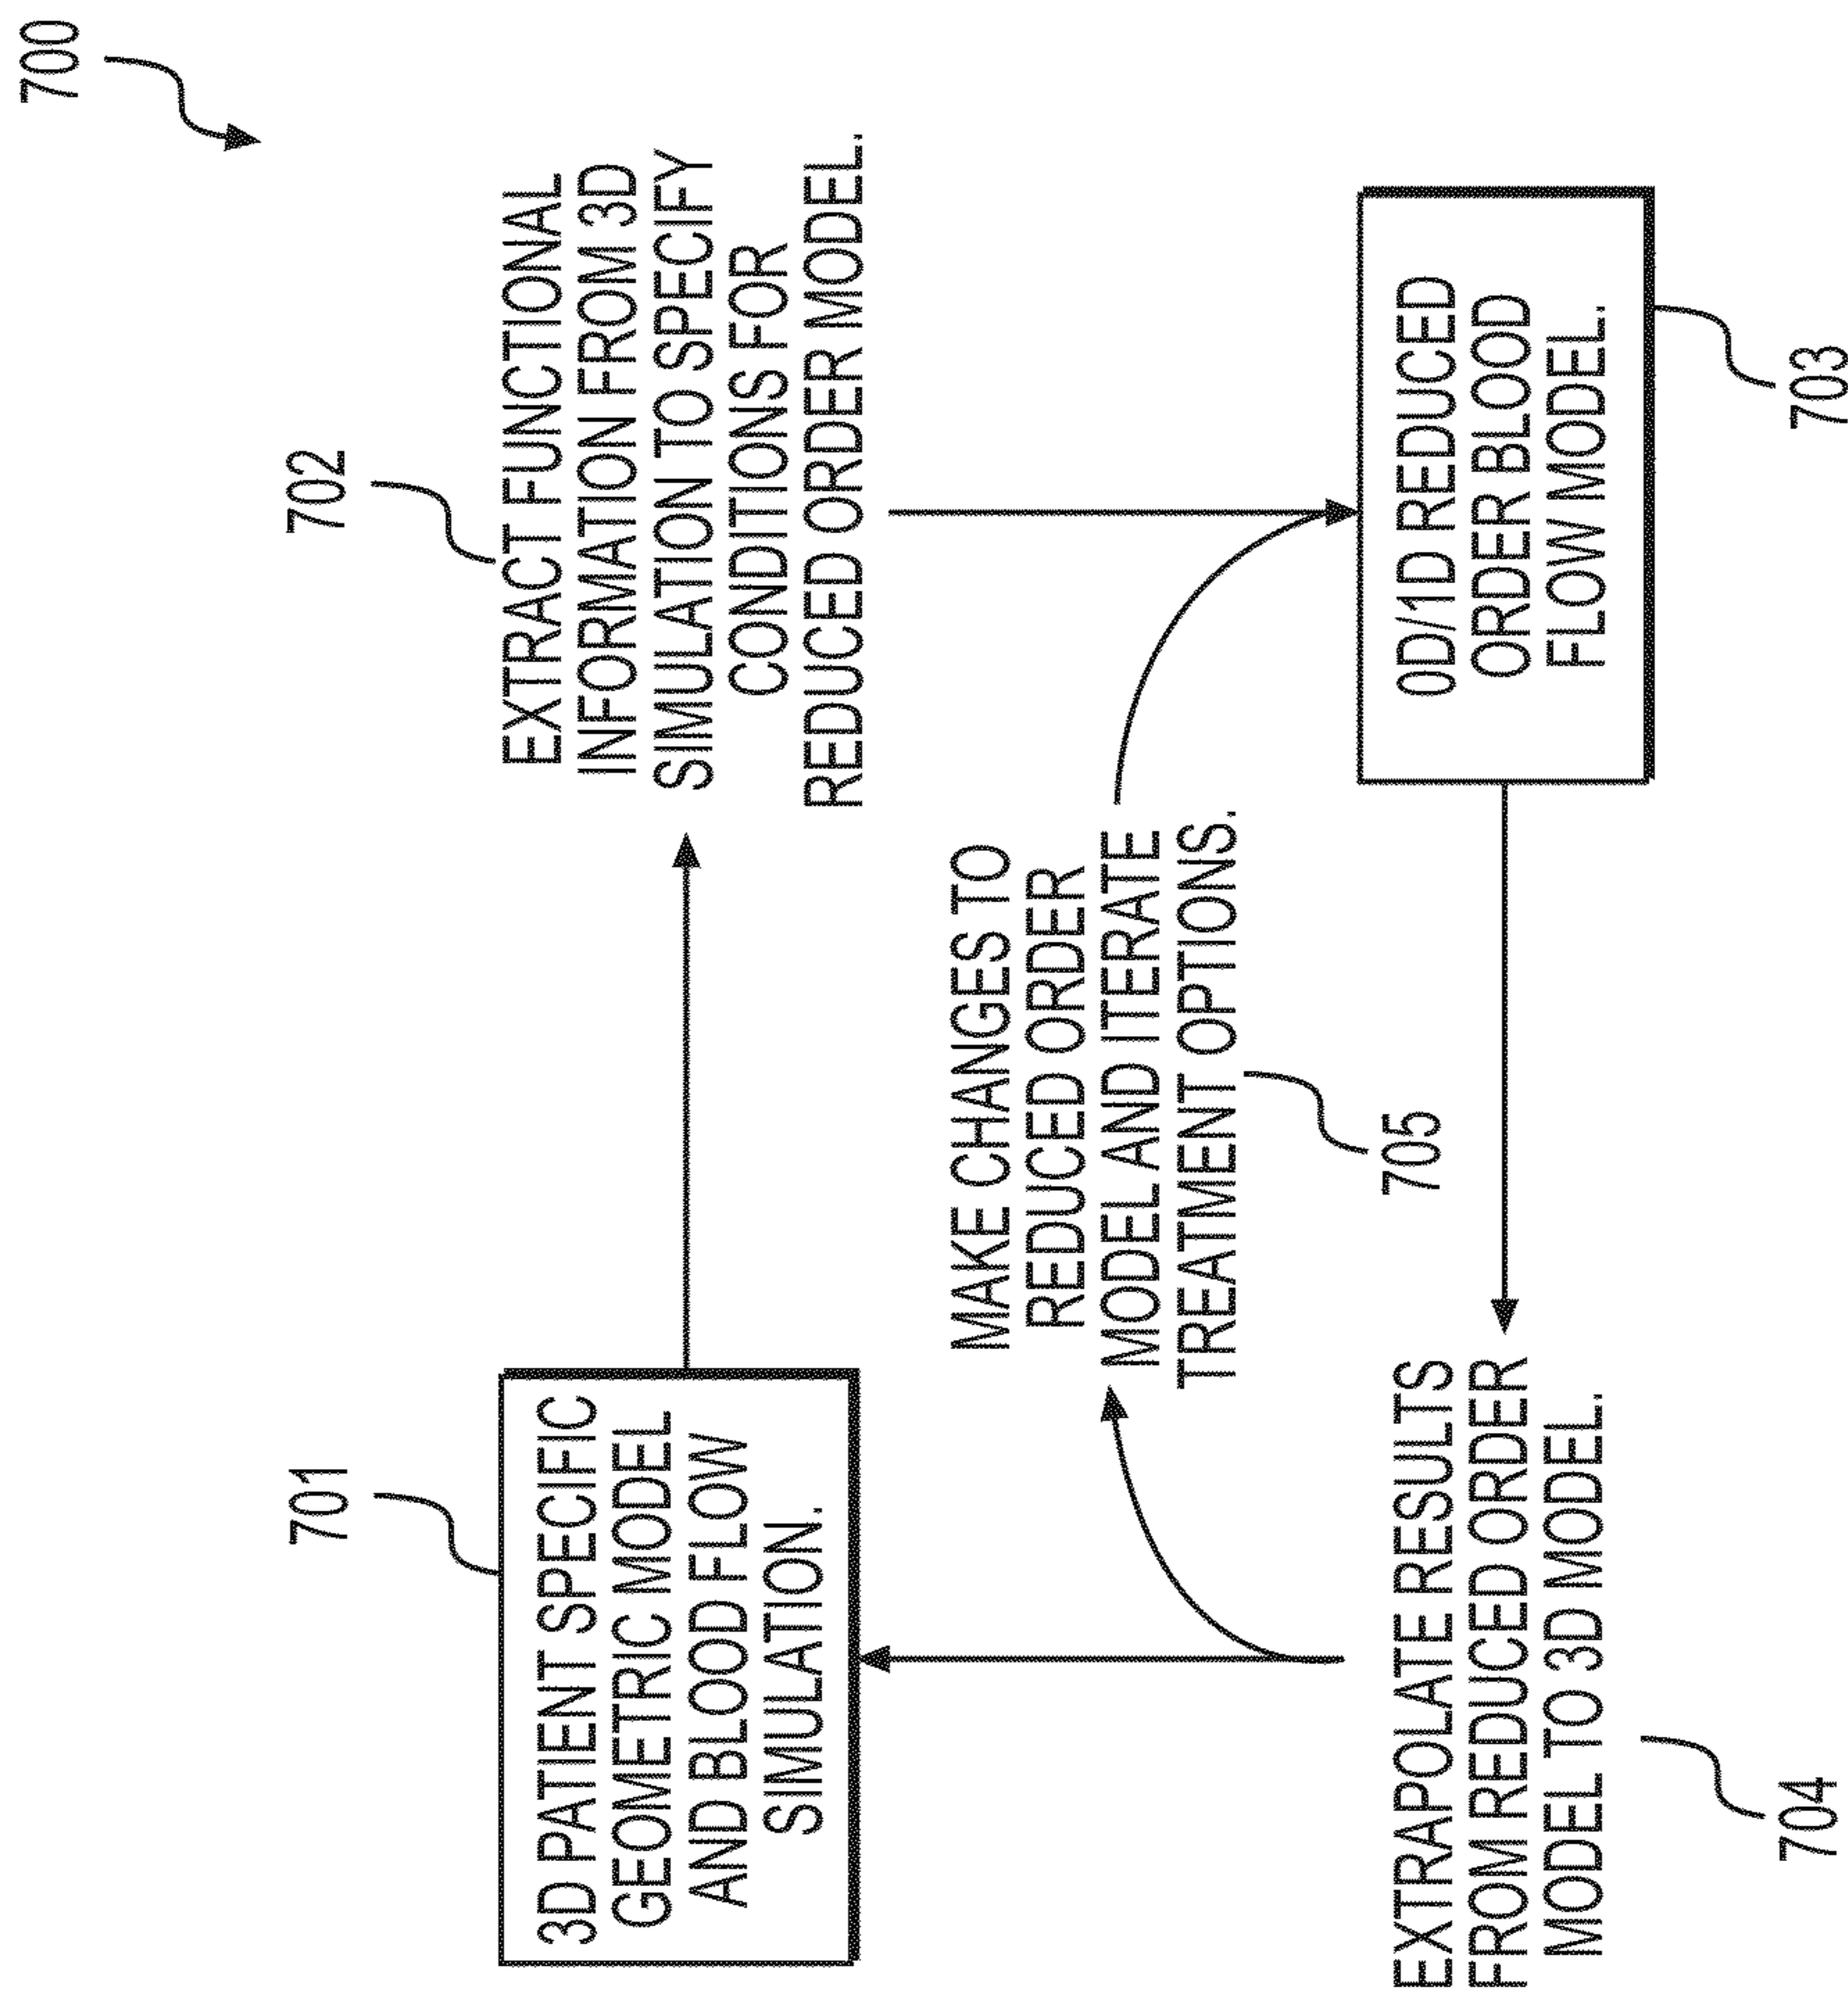 700
701
3D PATIENT SPECIFIC
GEOMETRIC MODEL
AND BLOOD FLOW
SIMULATION.
702
EXTRACT FUNCTIONAL
INFORMATION FROM 3D
SIMULATION TO SPECIFY
CONDITIONS FOR
REDUCED ORDER MODEL.
MAKE CHANGES TO
REDUCED ORDER
MODEL AND ITERATE
TREATMENT OPTIONS.
705
EXTRAPOLATE RESULTS
FROM REDUCED ORDER
MODEL TO 3D MODEL.
704
0D/1D REDUCED
ORDER BLOOD
FLOW MODEL.
703